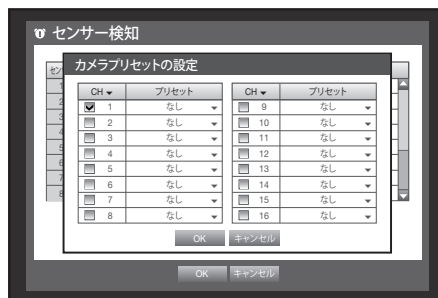 センサー検知
セン
カメラプリセットの設定
CH プリセット CH プリセット
1 なし 9 なし
2 なし 10 なし
3 なし 11 なし
4 なし 12 なし
5 なし 13 なし
6 なし 14 なし
7 なし 15 なし
8 なし 16 なし
OK キャンセル
OK キャンセル